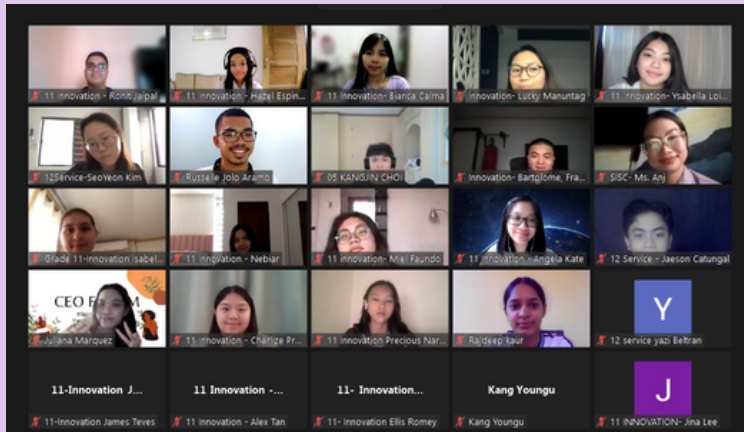 11 Innovation - Ronit Jaipal
11 Innovation - Hazel Espin...
11 Innovation- Bianca Calma
Innovation- Lucky Manuntag
11 Innovation- Ysabella Loi...
12Service-SeoYeon Kim
Russelle Jolo Aramo
05 KANGJIN CHOI
Innovation- Bartolome, Fra...
SISC- Ms. Anj
Grade 11-Innovation Isabel...
11 Innovation - Nebiar
11 innovation- Miel Faundo
11 Innovation - Angela Kate
12 Service - Jaeson Catungal
CEO F M
Juliana Marquez
11 Innovation - Charlize Pr...
11 Innovation Precious Nar...
Rajdeep kaur
Y
12 service yazi Beltran
11-Innovation J...
11-Innovation James Teves
11 Innovation -...
11 Innovation - Alex Tan
11- Innovation...
11- Innovation Ellis Romey
Kang Youngu
Kang Youngu
J
11 INNOVATION- Jina Lee